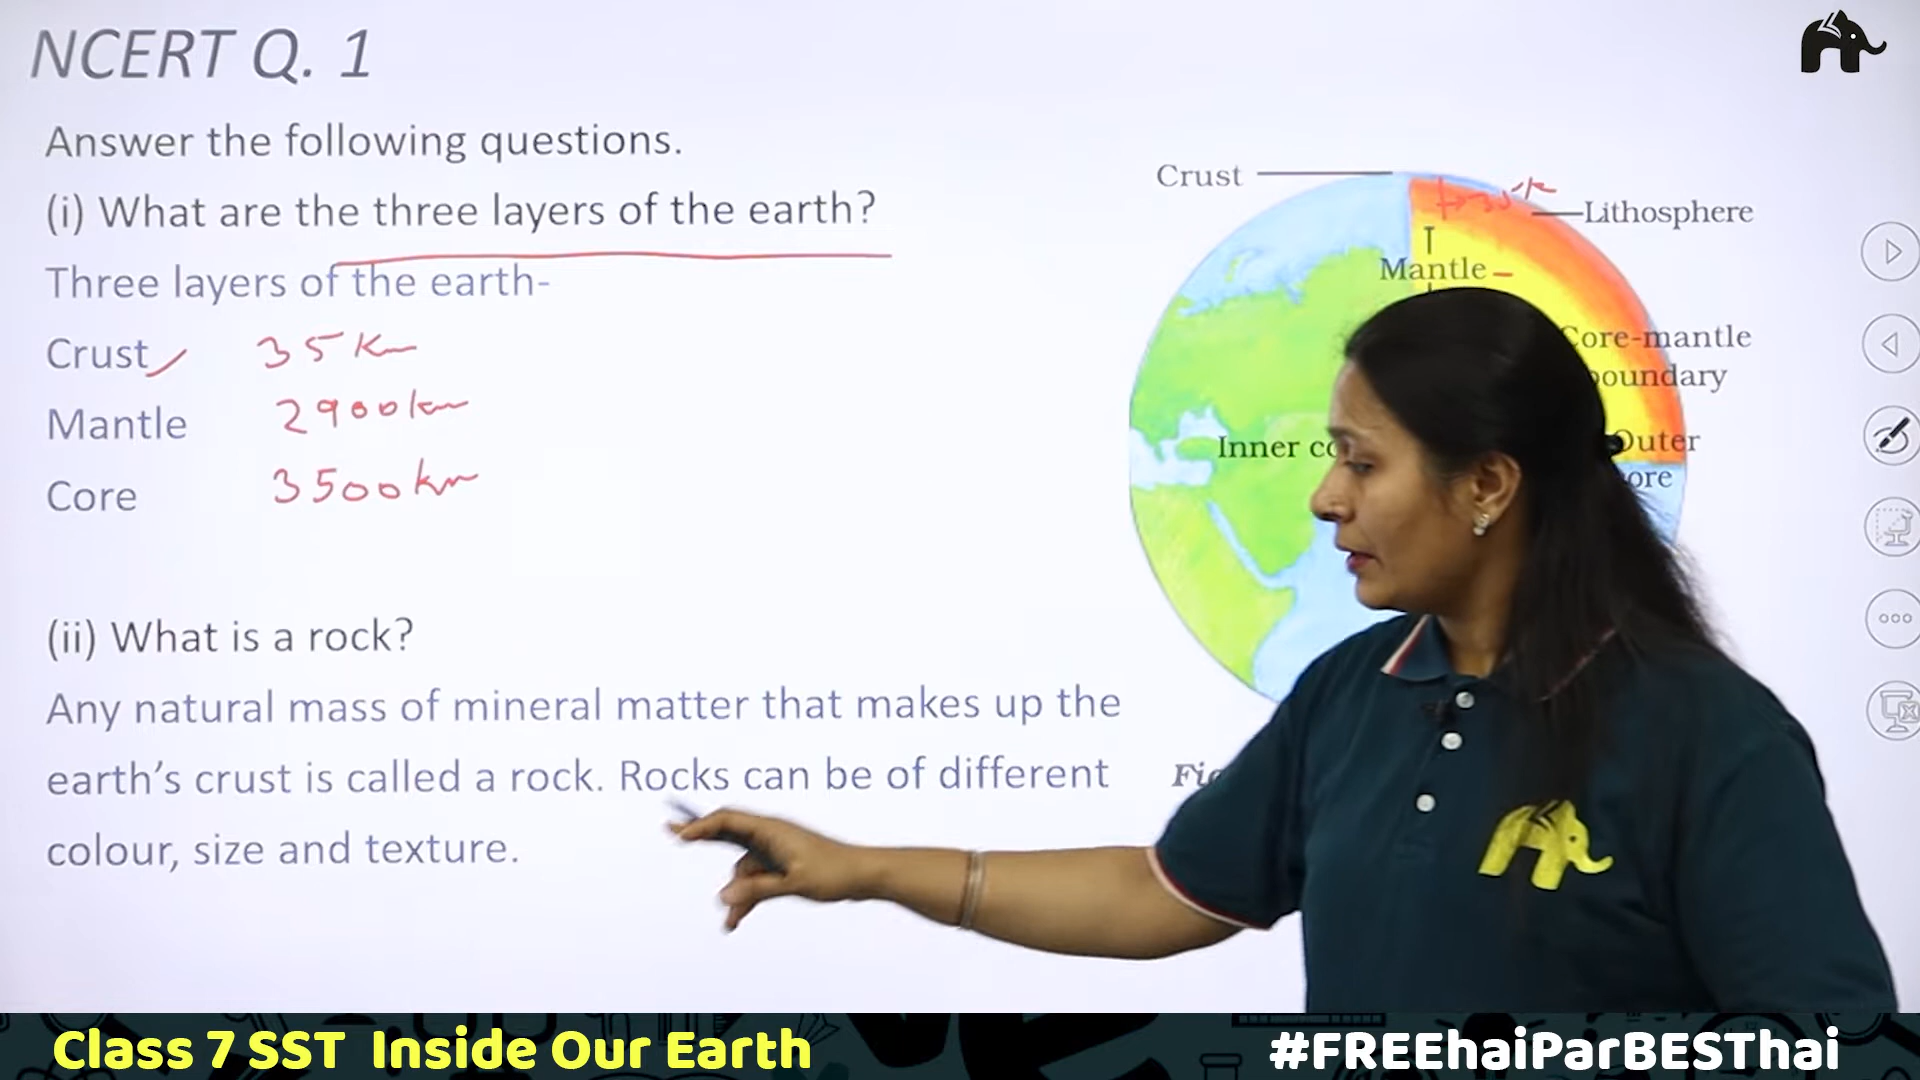 NCERT Q. 1
Answer the following questions.
(i) What are the three layers of the earth?
Three layers of the earth-
Crust 35 Km
Mantle 2900 km
Core 3500 km
(ii) What is a rock?
Any natural mass of mineral matter that makes up the
earth's crust is called a rock. Rocks can be of different
colour, size and texture.
Crust
Lithosphere
Mantle
Core-mantle
boundary
Outer
core
Inner
Class 7 SST Inside Our Earth
#FREEhaiParBESThai